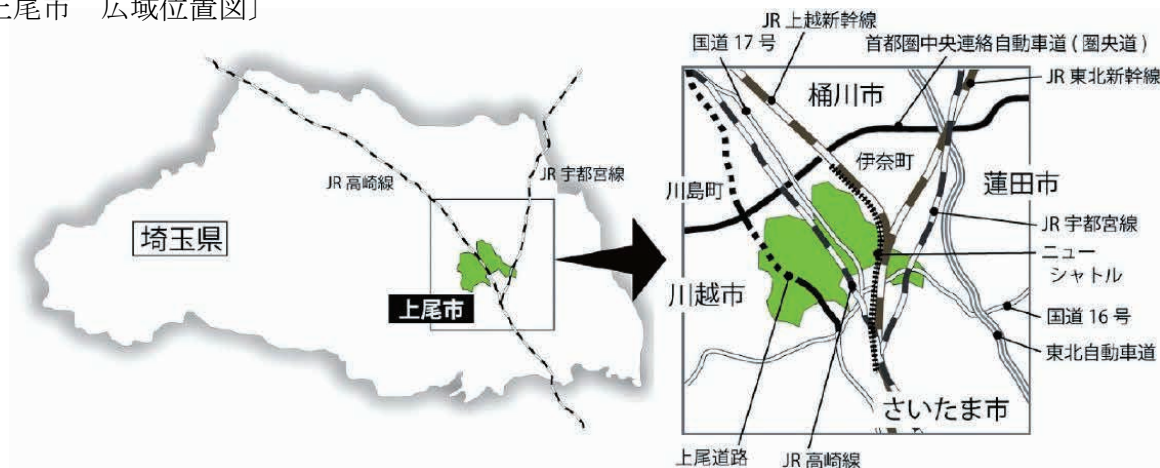 上尾市 広域位置図〕
JR 高崎線
JR 宇都宮線
埼玉県
上尾市
JR 上越新幹線
国道 17 号
首都圏中央連絡自動車道 ( 圏央道 )
JR 東北新幹線
桶川市
伊奈町
川島町
蓮田市
JR 宇都宮線
ニュー
シャトル
川越市
国道 16 号
東北自動車道
さいたま市
上尾道路
JR 高崎線